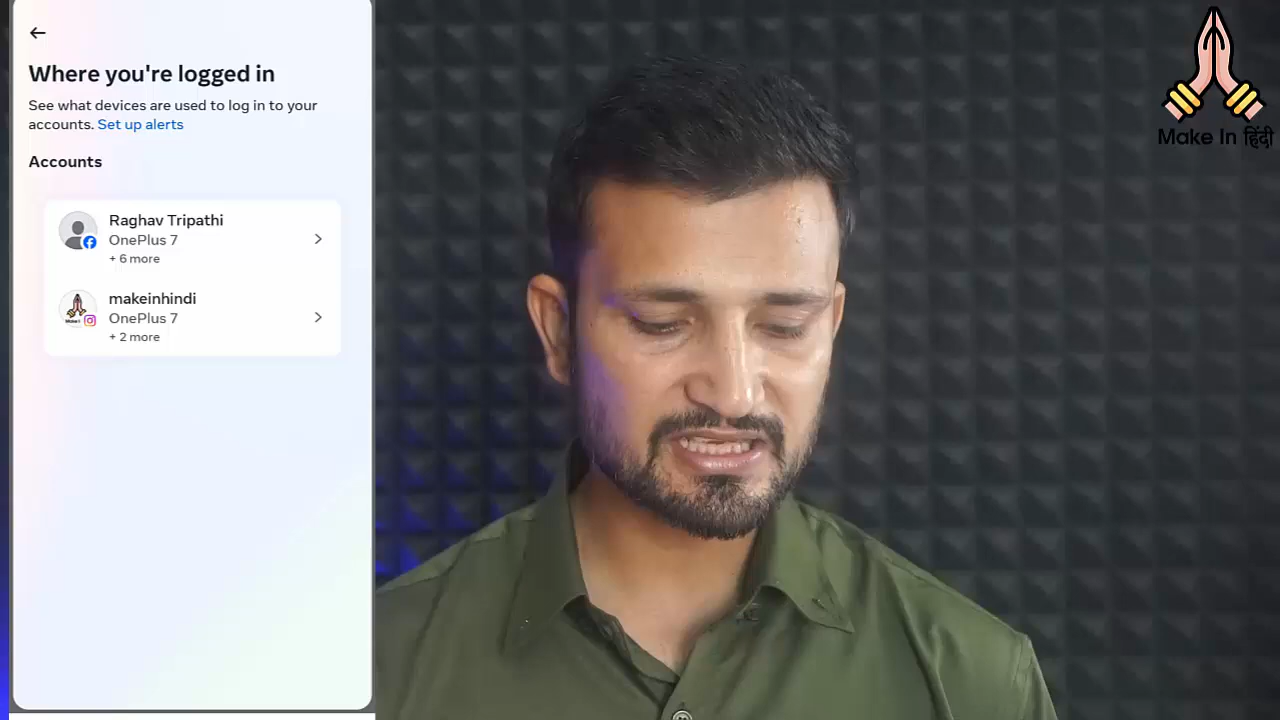 Where you're logged in
See what devices are used to log in to your
accounts. Set up alerts
Accounts
Raghav Tripathi
OnePlus 7
+ 6 more
makeinhindi
OnePlus 7
+ 2 more
Make In हिंदी